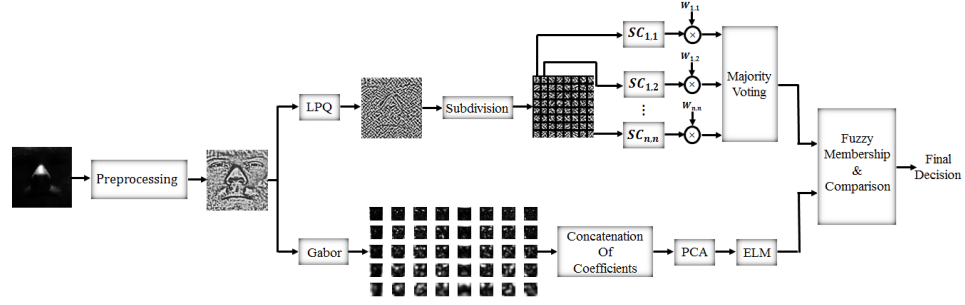 Preprocessing
LPQ
Subdivision
SC1,1
W1,1
×
SC1,2
W1,2
×
⋮
SCn,n
Wn,n
×
Majority
Voting
Gabor
Concatenation
Of
Coefficients
PCA
ELM
Fuzzy
Membership
&
Comparison
Final
Decision